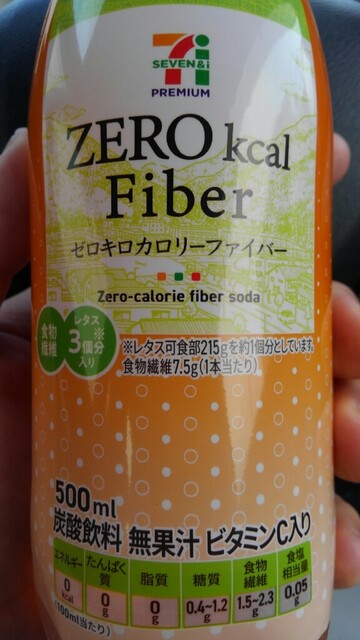 SEVEN&i
PREMIUM
ZERO kcal
Fiber
ゼロキロカロリーファイバー
Zero-calorie fiber soda
食物繊維
レタス3個分入り※
※レタス可食部215gを約1個分としています。
食物繊維7.5g(1本当たり)
500ml
炭酸飲料 無果汁 ビタミンC入り
エネルギー たんぱく質 脂質 糖質 食物繊維 食塩相当量
0kcal 0g 0g 0.4~1.2g 1.5~2.3g 0.05g
(100ml当たり)